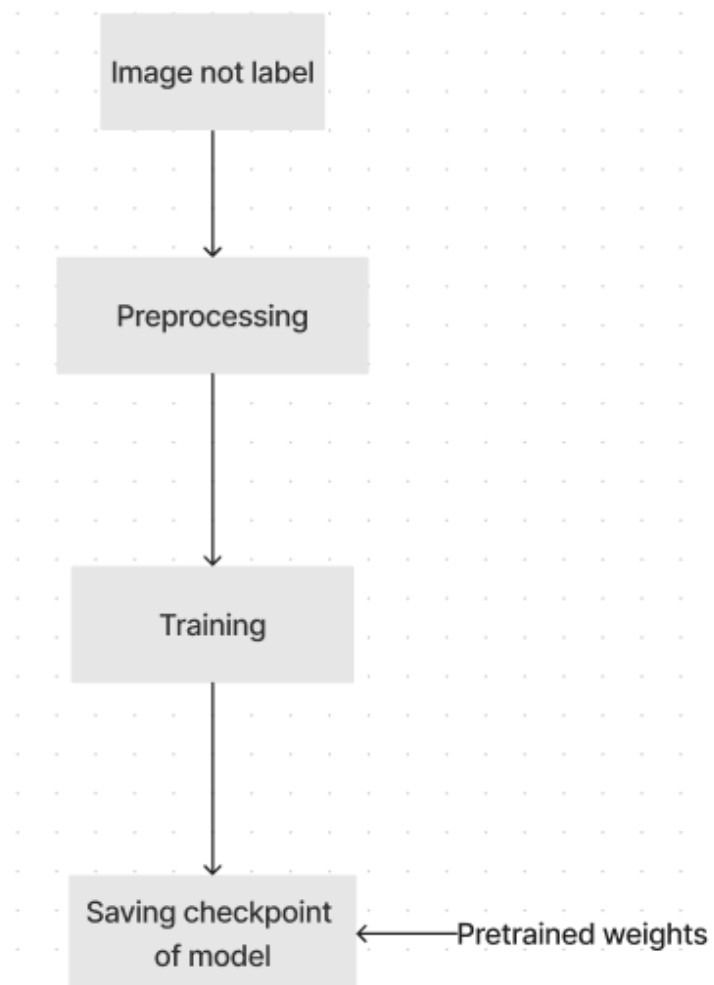 Image not label
Preprocessing
Training
Saving checkpoint
of model
Pretrained weights